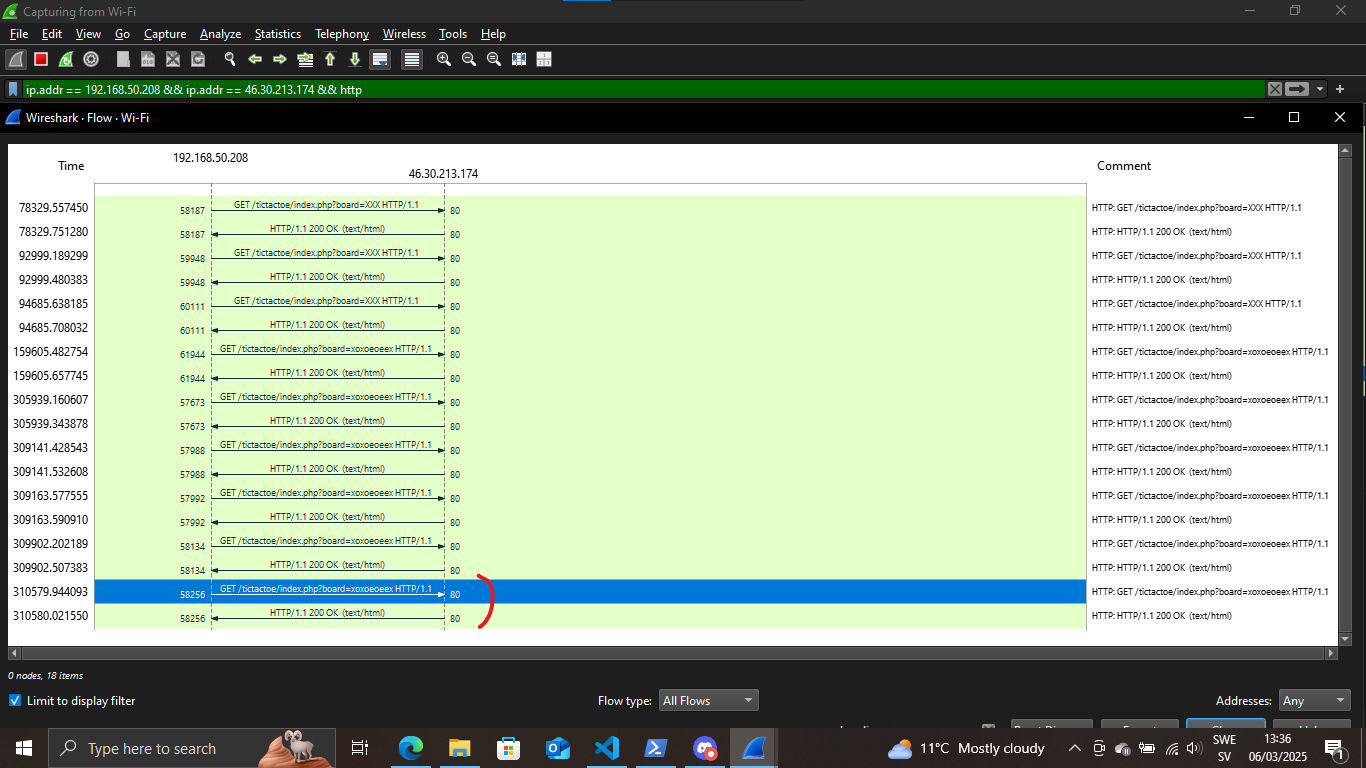 Capturing from Wi-Fi
File Edit View Go Capture Analyze Statistics Telephony Wireless Tools Help
ip.addr == 192.168.50.208 && ip.addr == 46.30.213.174 && http
Wireshark · Flow · Wi-Fi
Time 192.168.50.208 46.30.213.174 Comment
78329.557450 58187 GET /tictactoe/index.php?board=XXX HTTP/1.1 80 HTTP: GET /tictactoe/index.php?board=XXX HTTP/1.1
78329.751280 58187 HTTP/1.1 200 OK (text/html) 80 HTTP: HTTP/1.1 200 OK (text/html)
92999.189299 59948 GET /tictactoe/index.php?board=XXX HTTP/1.1 80 HTTP: GET /tictactoe/index.php?board=XXX HTTP/1.1
92999.480383 59948 HTTP/1.1 200 OK (text/html) 80 HTTP: HTTP/1.1 200 OK (text/html)
94685.638185 60111 GET /tictactoe/index.php?board=XXX HTTP/1.1 80 HTTP: GET /tictactoe/index.php?board=XXX HTTP/1.1
94685.708032 60111 HTTP/1.1 200 OK (text/html) 80 HTTP: HTTP/1.1 200 OK (text/html)
159605.482754 61944 GET /tictactoe/index.php?board=xoxoeoeex HTTP/1.1 80 HTTP: GET /tictactoe/index.php?board=xoxoeoeex HTTP/1.1
159605.657745 61944 HTTP/1.1 200 OK (text/html) 80 HTTP: HTTP/1.1 200 OK (text/html)
305939.160607 57673 GET /tictactoe/index.php?board=xoxoeoeex HTTP/1.1 80 HTTP: GET /tictactoe/index.php?board=xoxoeoeex HTTP/1.1
305939.343878 57673 HTTP/1.1 200 OK (text/html) 80 HTTP: HTTP/1.1 200 OK (text/html)
309141.428543 57988 GET /tictactoe/index.php?board=xoxoeoeex HTTP/1.1 80 HTTP: GET /tictactoe/index.php?board=xoxoeoeex HTTP/1.1
309141.532608 57988 HTTP/1.1 200 OK (text/html) 80 HTTP: HTTP/1.1 200 OK (text/html)
309163.577555 57992 GET /tictactoe/index.php?board=xoxoeoeex HTTP/1.1 80 HTTP: GET /tictactoe/index.php?board=xoxoeoeex HTTP/1.1
309163.590910 57992 HTTP/1.1 200 OK (text/html) 80 HTTP: HTTP/1.1 200 OK (text/html)
309902.202189 58134 GET /tictactoe/index.php?board=xoxoeoeex HTTP/1.1 80 HTTP: GET /tictactoe/index.php?board=xoxoeoeex HTTP/1.1
309902.507383 58134 HTTP/1.1 200 OK (text/html) 80 HTTP: HTTP/1.1 200 OK (text/html)
310579.944093 58256 GET /tictactoe/index.php?board=xoxoeoeex HTTP/1.1 80 HTTP: GET /tictactoe/index.php?board=xoxoeoeex HTTP/1.1
310580.021550 58256 HTTP/1.1 200 OK (text/html) 80 HTTP: HTTP/1.1 200 OK (text/html)
0 nodes, 18 items
Limit to display filter Flow type: All Flows Addresses: Any
Type here to search 11°C Mostly cloudy SWE 13:36
SV 06/03/2025 1